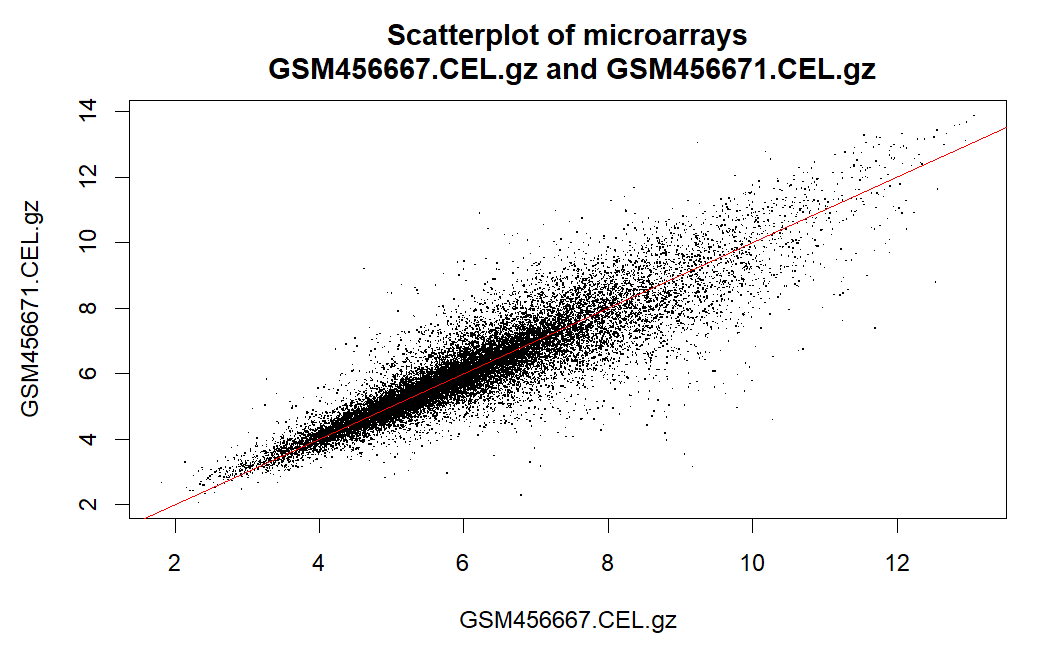 Scatterplot of microarrays
GSM456667.CEL.gz and GSM456671.CEL.gz
14
12
10
8
6
4
2
GSM456671.CEL.gz
2 4 6 8 10 12
GSM456667.CEL.gz